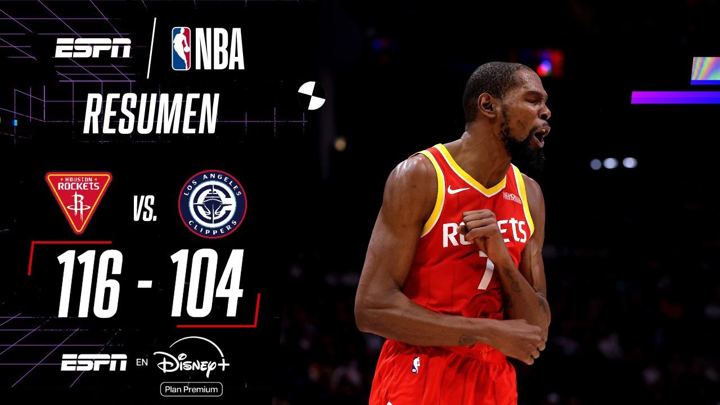 ESPN NBA
RESUMEN
HOUSTON
ROCKETS
R
VS.
LOS ANGELES
CLIPPERS
116 - 104
ESPN EN Disney+
Plan Premium
ROCKETS
7